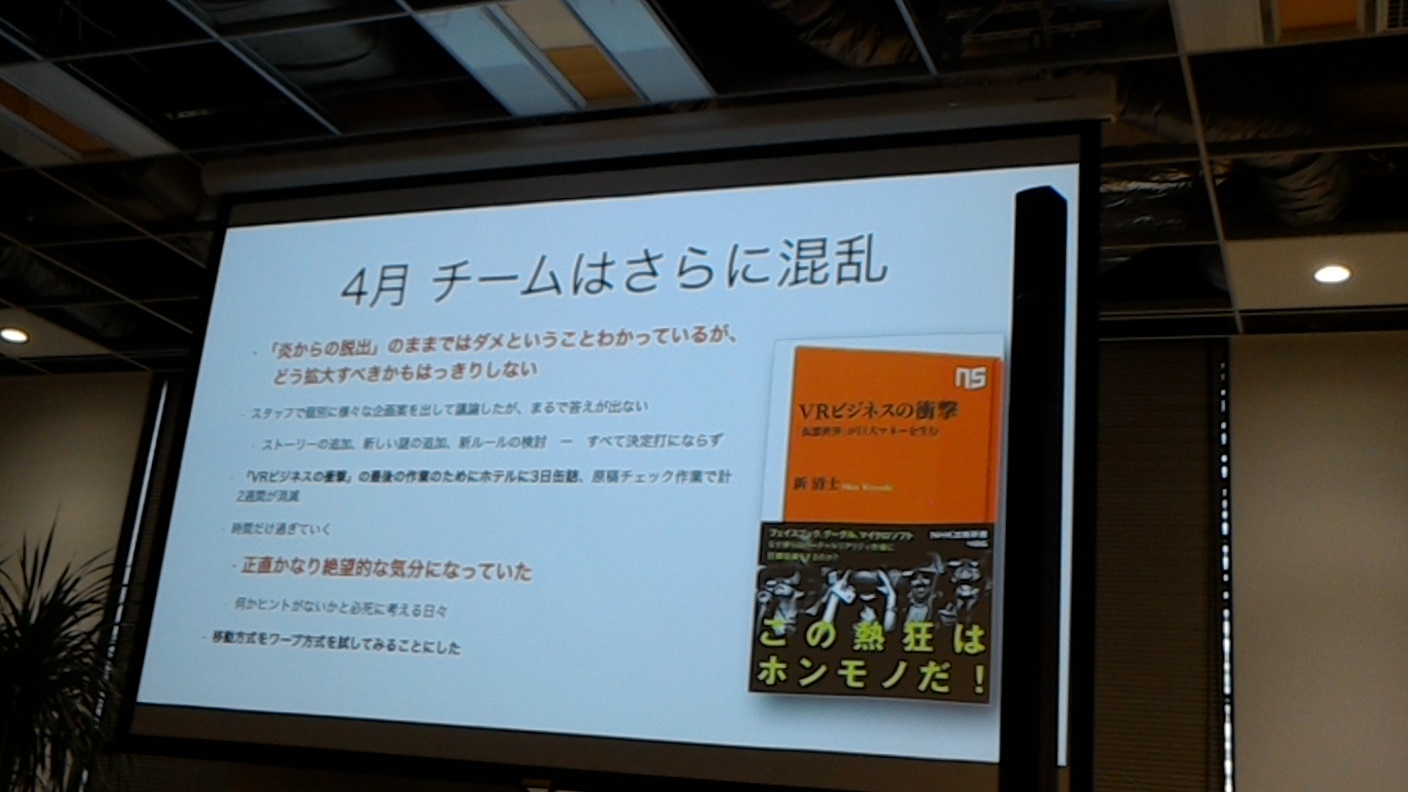 4月 チームはさらに混乱
・「炎からの脱出」のままではダメということわかっているが、
どう拡大すべきかもはっきりしない
・スタッフで個別に様々な企画案を出して議論したが、まるで答えが出ない
・ストーリーの追加、新しい謎の追加、新ルールの検討　ー　すべて決定打にならず
・「VRビジネスの衝撃」の最後の作業のためにホテルに3日缶詰、原稿チェック作業で計
2週間が消滅
・時間だけ過ぎていく
・正直かなり絶望的な気分になっていた
・何かヒントがないかと必死に考える日々
・移動方式をワープ方式を試してみることにした
ns
VRビジネスの衝撃
「仮想世界」が巨大マネーを生む
新 清士 Shin Kiyoshi
フェイスブック、グーグル、マイクロソフト
NHK出版新書
この熱狂は
ホンモノだ！